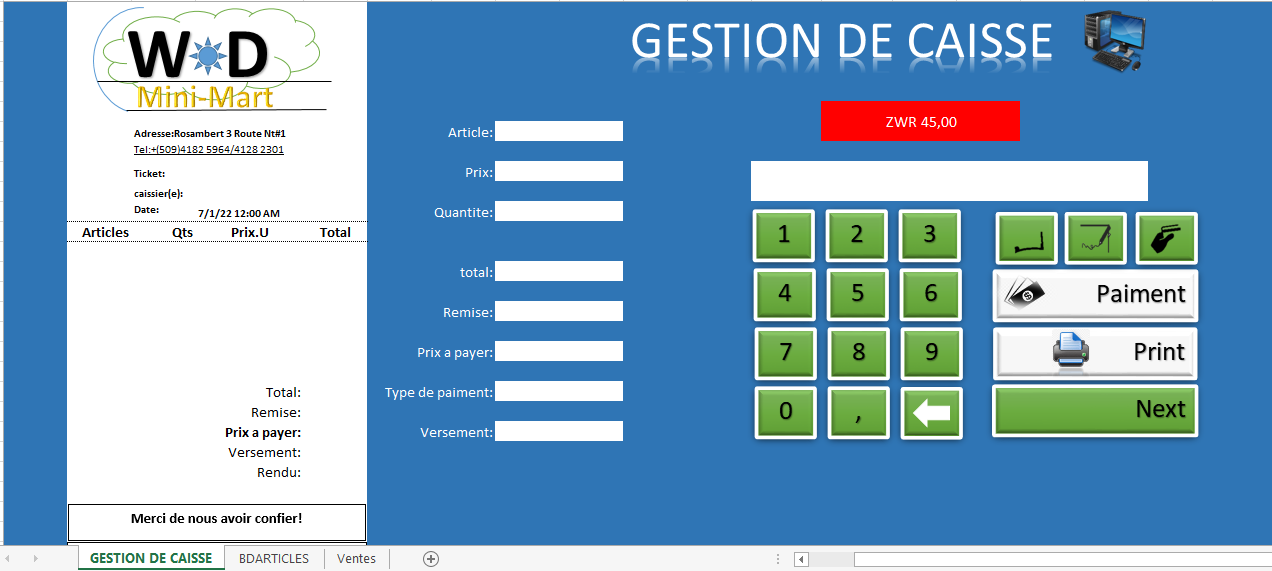 W D
Mini-Mart
Adresse:Rosambert 3 Route Nt#1
Tel:+(509)4182 5964/4128 2301
Ticket:
caissier(e):
Date: 7/1/22 12:00 AM
Articles Qts Prix.U Total
Total:
Remise:
Prix a payer:
Versement:
Rendu:
Merci de nous avoir confier!
GESTION DE CAISSE
ZWR 45,00
Article:
Prix:
Quantite:
total:
Remise:
Prix a payer:
Type de paiment:
Versement:
1 2 3
4 5 6
7 8 9
0 ,
Paiment
Print
Next
GESTION DE CAISSE BDARTICLES Ventes